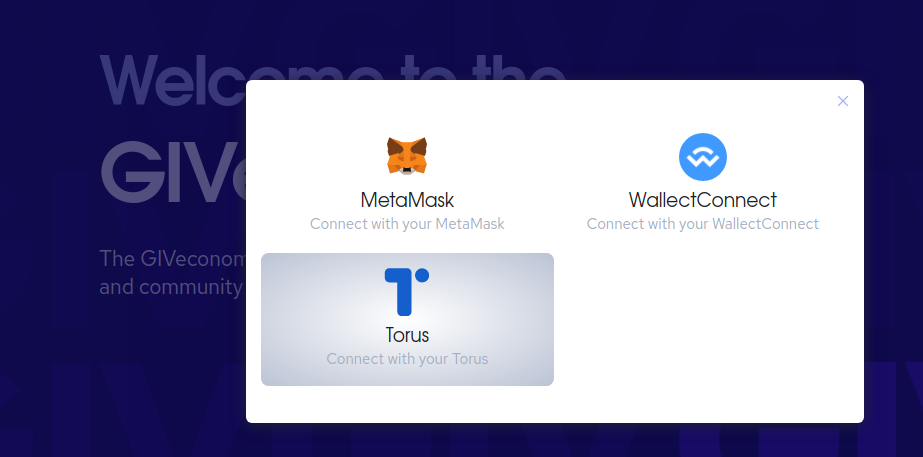 Welcome to the
GIVe
The GIVeconom
and community
MetaMask
Connect with your MetaMask
WallectConnect
Connect with your WallectConnect
Torus
Connect with your Torus